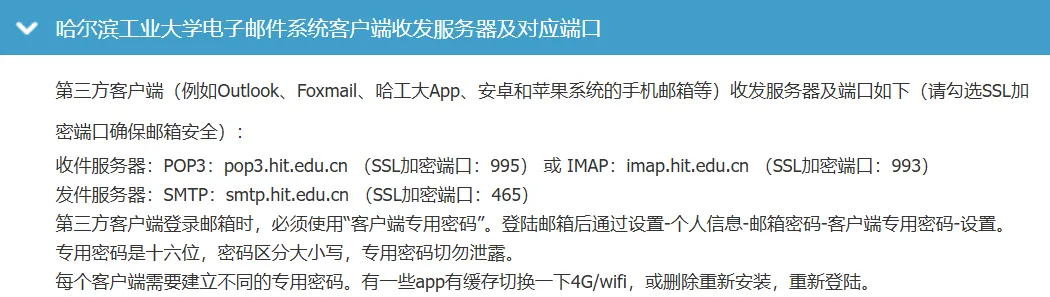 哈尔滨工业大学电子邮件系统客户端收发服务器及对应端口
第三方客户端（例如Outlook、Foxmail、哈工大App、安卓和苹果系统的手机邮箱等）收发服务器及端口如下（请勾选SSL加
密端口确保邮箱安全）：
收件服务器：POP3：pop3.hit.edu.cn （SSL加密端口：995） 或 IMAP：imap.hit.edu.cn （SSL加密端口：993）
发件服务器：SMTP：smtp.hit.edu.cn （SSL加密端口：465）
第三方客户端登录邮箱时，必须使用“客户端专用密码”。登陆邮箱后通过设置-个人信息-邮箱密码-客户端专用密码-设置。
专用密码是十六位，密码区分大小写，专用密码切勿泄露。
每个客户端需要建立不同的专用密码。有一些app有缓存切换一下4G/wifi，或删除重新安装，重新登陆。